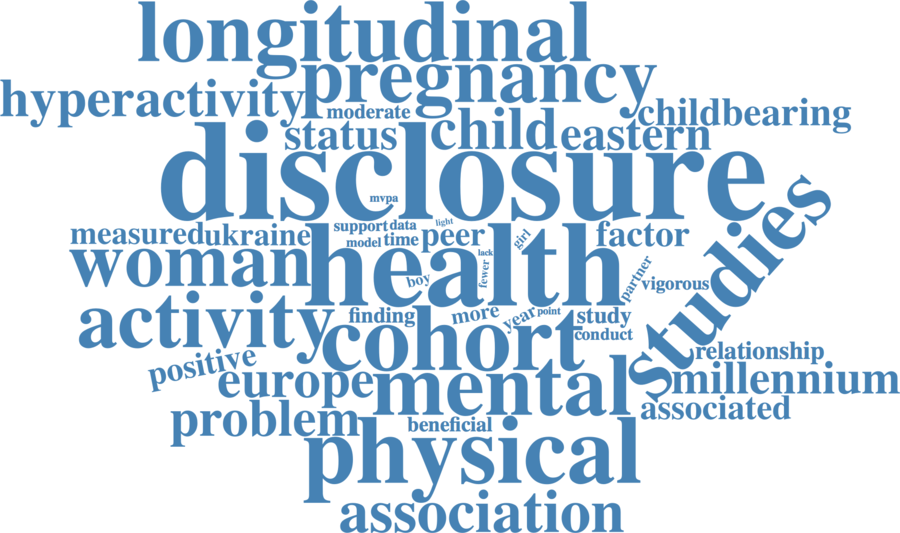 longitudinal
pregnancy
hyperactivity
moderate
childbearing
status
child
eastern
disclosure
mvpa
studies
measured
ukraine
support
data
light
model
time
peer
girl
factor
woman
health
lack
fewer
boy
partner
vigorous
activity
finding
more
year
point
study
cohort
conduct
relationship
positive
europe
mental
millennium
problem
beneficial
associated
physical
association